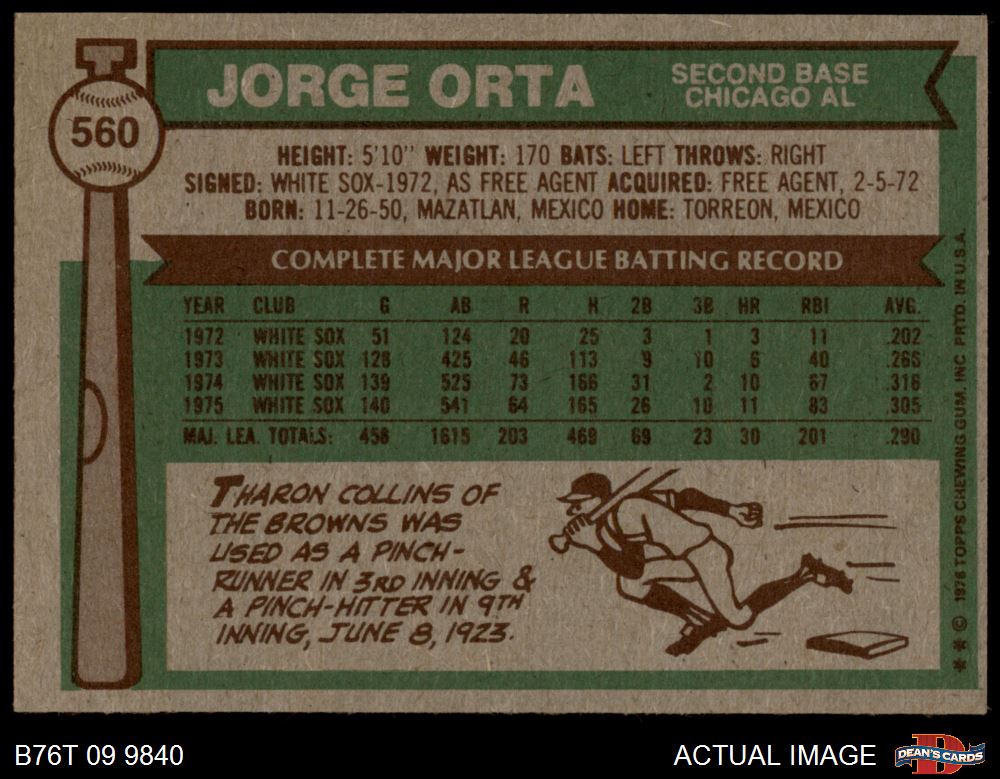 560
JORGE ORTA
SECOND BASE
CHICAGO AL
HEIGHT: 5'10" WEIGHT: 170 BATS: LEFT THROWS: RIGHT
SIGNED: WHITE SOX-1972, AS FREE AGENT ACQUIRED: FREE AGENT, 2-5-72
BORN: 11-26-50, MAZATLAN, MEXICO HOME: TORREON, MEXICO
COMPLETE MAJOR LEAGUE BATTING RECORD
YEAR CLUB G AB R H 2B 3B HR RBI AVG.
1972 WHITE SOX 51 124 20 25 3 1 3 11 .202
1973 WHITE SOX 128 425 46 113 9 10 6 40 .266
1974 WHITE SOX 139 525 73 166 31 2 10 67 .316
1975 WHITE SOX 140 541 64 165 26 10 11 83 .305
MAJ. LEA. TOTALS: 458 1615 203 469 69 23 30 201 .290
THARON COLLINS OF
THE BROWNS WAS
USED AS A PINCH-
RUNNER IN 3RD INNING &
A PINCH-HITTER IN 9TH
INNING, JUNE 8, 1923.
** © 1976 TOPPS CHEWING GUM, INC. PRTD. IN U.S.A.
B76T 09 9840
ACTUAL IMAGE
DEAN'S CARDS